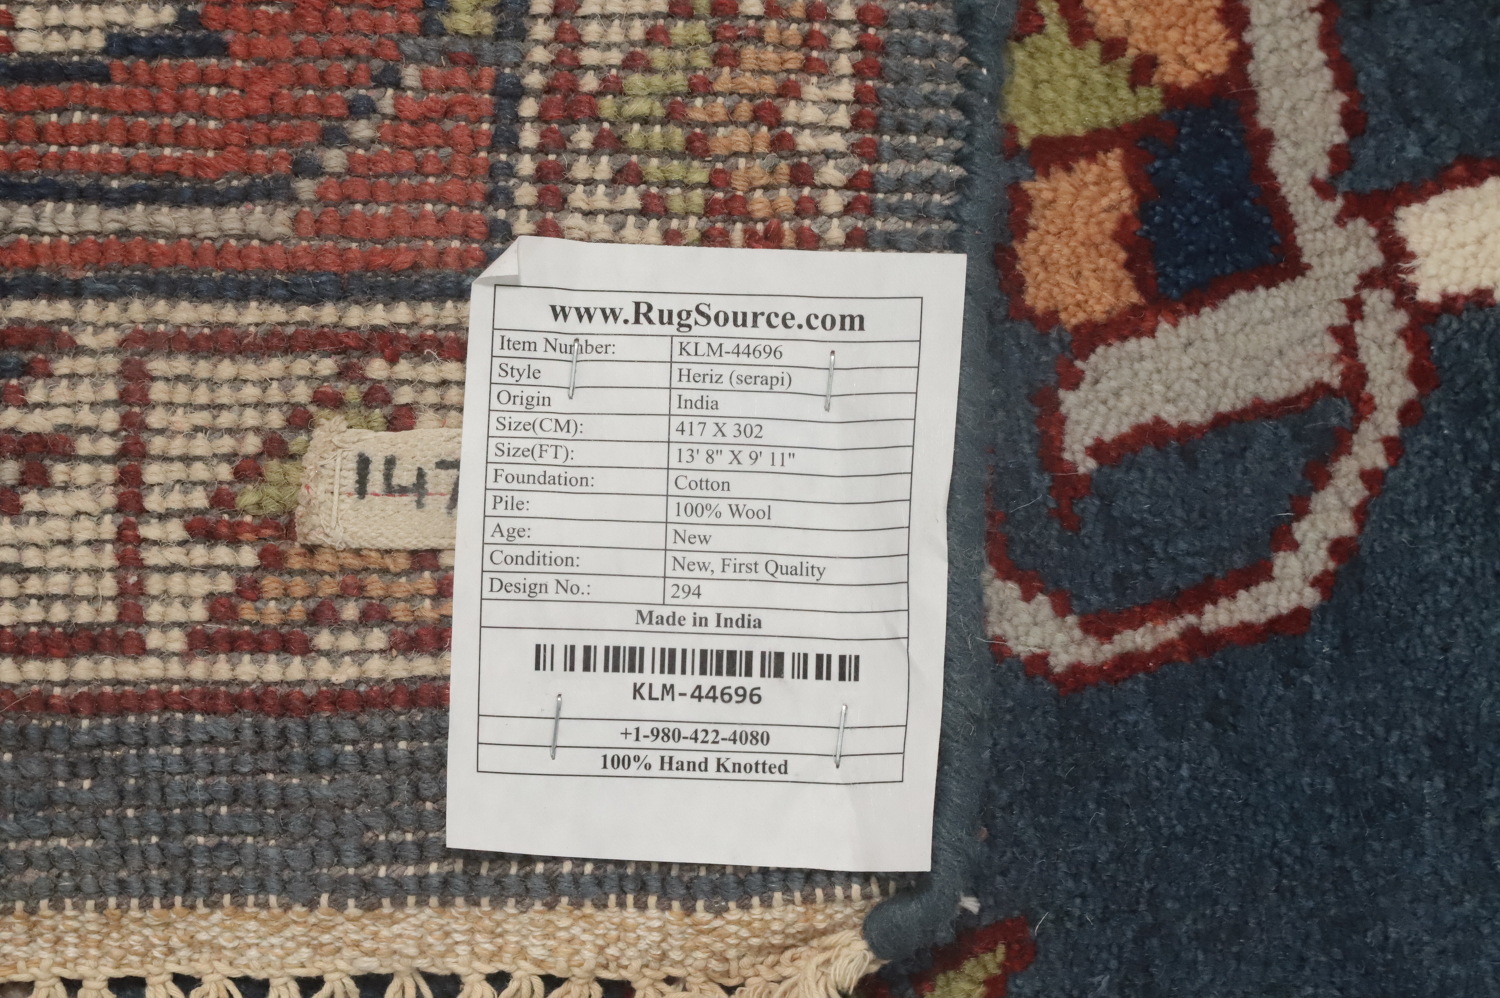 www.RugSource.com
Item Number: KLM-44696
Style Heriz (serapi)
Origin India
Size(CM): 417 X 302
Size(FT): 13' 8" X 9' 11"
Foundation: Cotton
Pile: 100% Wool
Age: New
Condition: New, First Quality
Design No.: 294
Made in India
KLM-44696
+1-980-422-4080
100% Hand Knotted
147